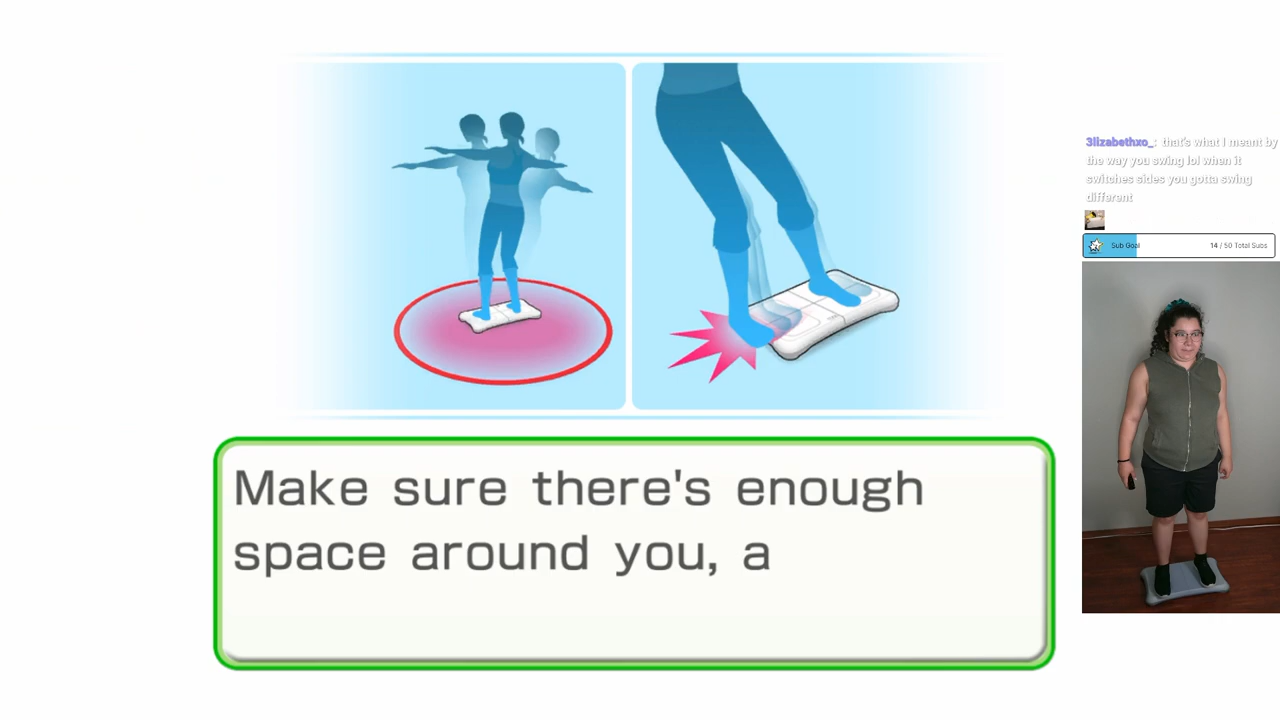 Make sure there's enough
space around you, a
3lizabethxo_: that's what I meant by
the way you swing lol when it
switches sides you gotta swing
different
Sub Goal
14 / 50 Total Subs